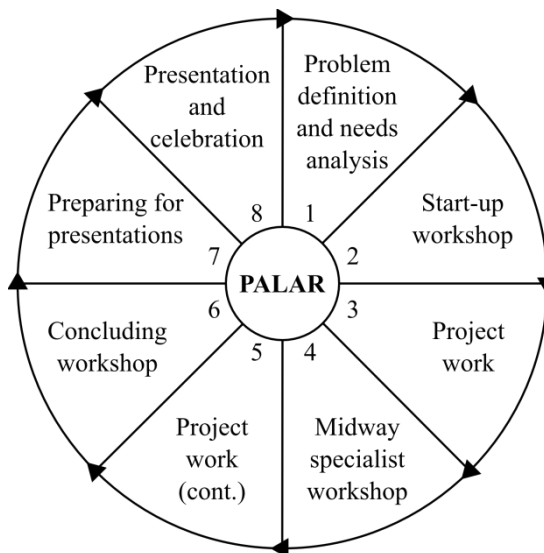 Problem
definition
and needs
analysis
1
Start-up
workshop
2
Project
work
3
Midway
specialist
workshop
4
Project
work
(cont.)
5
Concluding
workshop
6
Preparing for
presentations
7
Presentation
and
celebration
8
PALAR